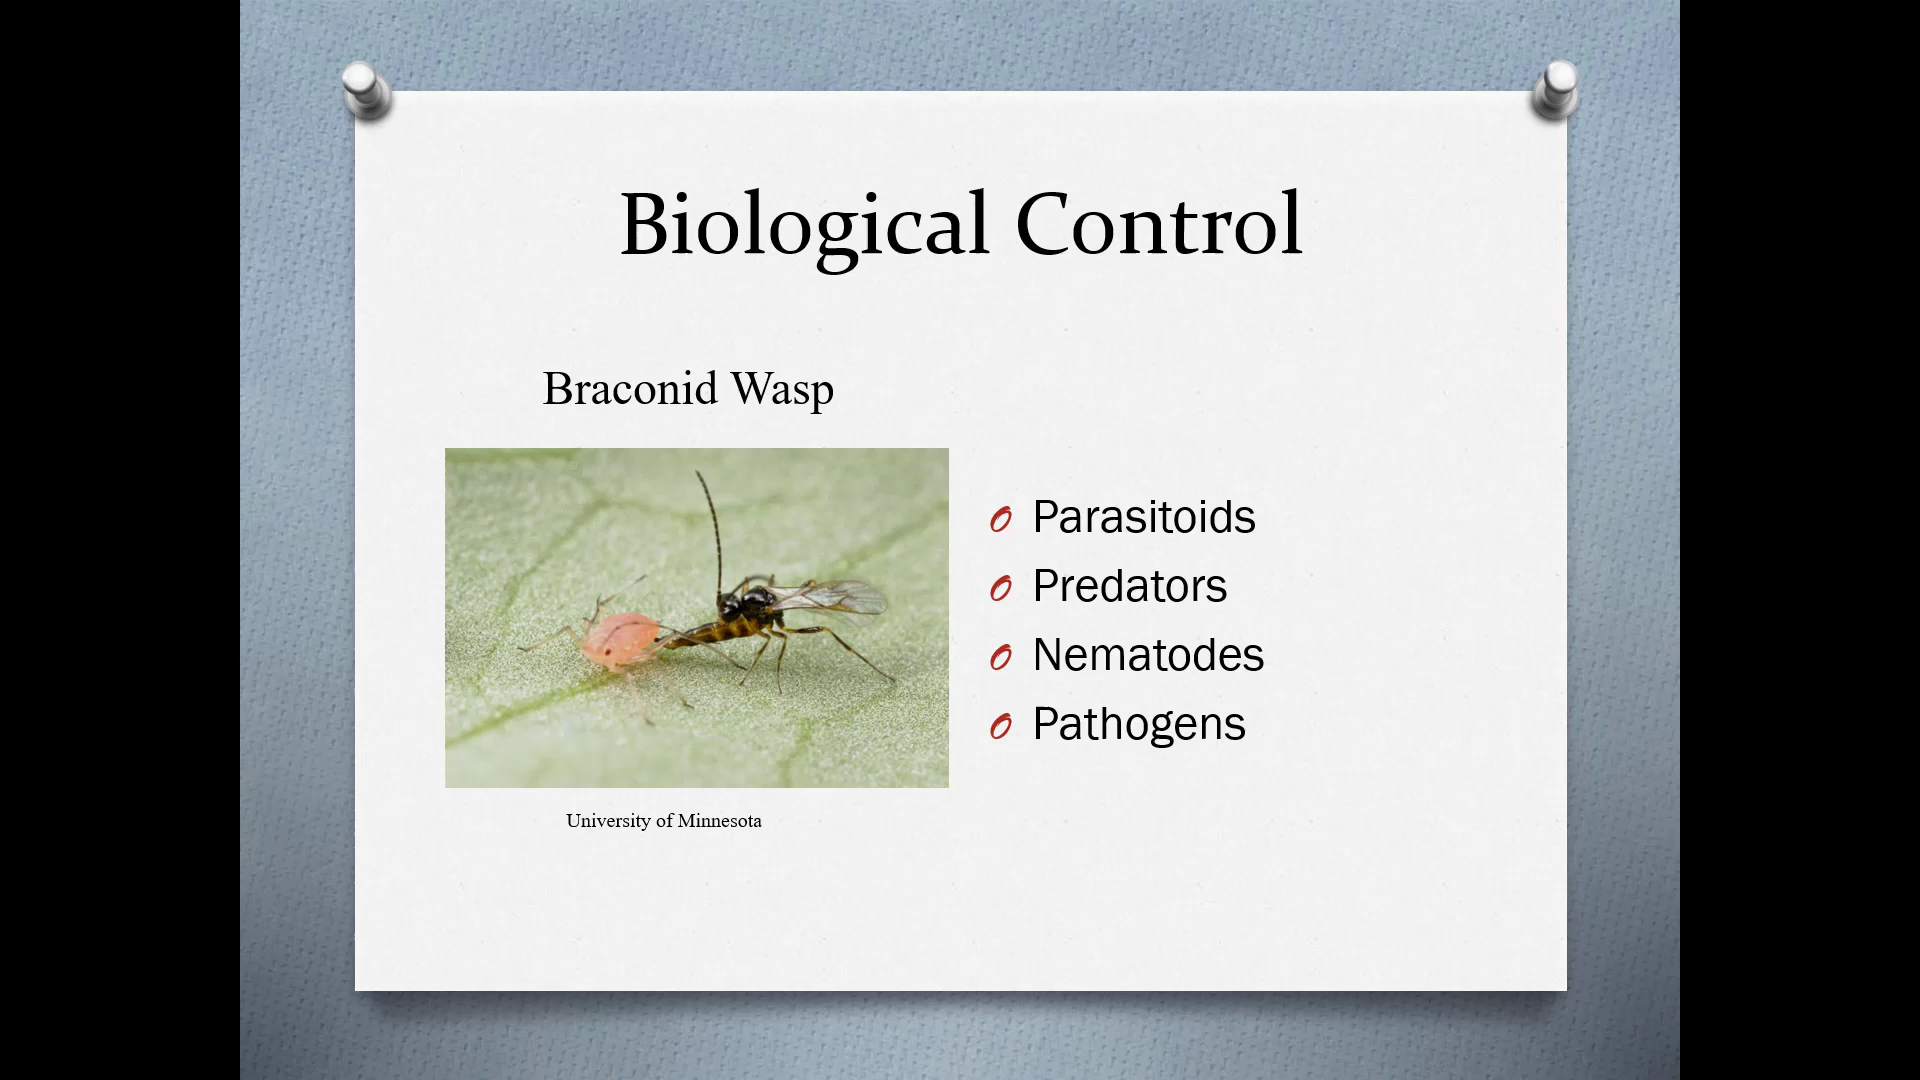 Biological Control
Braconid Wasp
Parasitoids
Predators
Nematodes
Pathogens
University of Minnesota